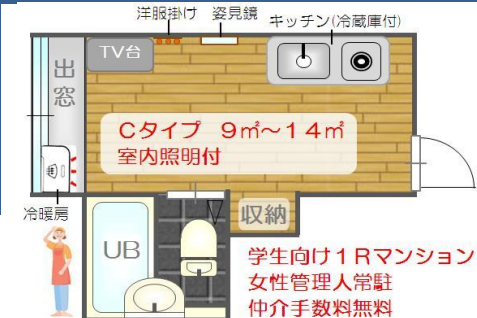 洋服掛け 姿見鏡
キッチン(冷蔵庫付)
TV台
出窓
Cタイプ 9㎡～14㎡
室内照明付
冷暖房
UB
収納
学生向け1Rマンション
女性管理人常駐
仲介手数料無料